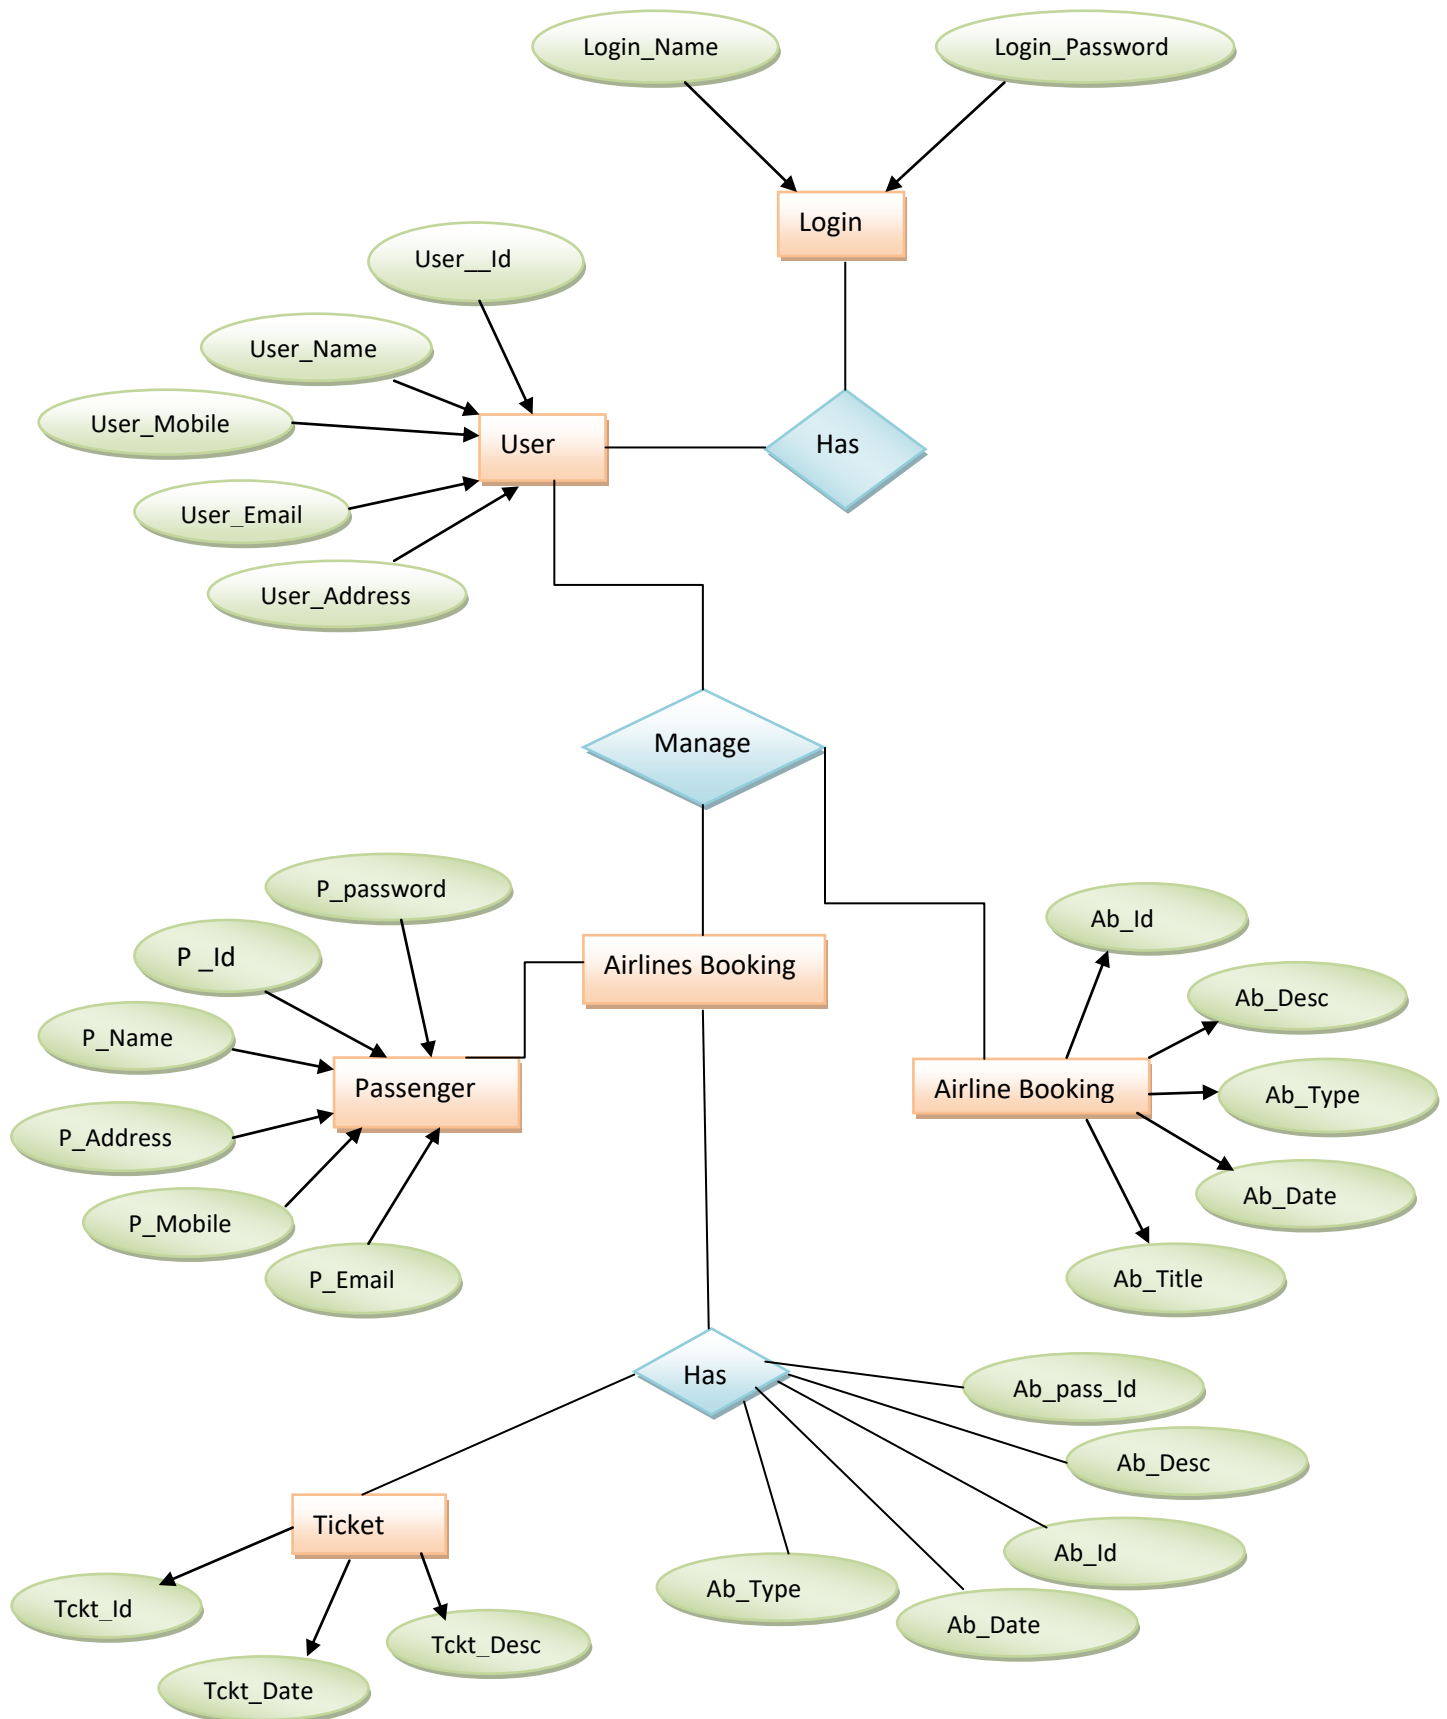 Login_Name
Login_Password
Login
User__Id
User_Name
User_Mobile
User
Has
User_Email
User_Address
Manage
P_password
Ab_Id
P _Id
Airlines Booking
Ab_Desc
P_Name
Passenger
Airline Booking
Ab_Type
P_Address
Ab_Date
P_Mobile
P_Email
Ab_Title
Has
Ab_pass_Id
Ab_Desc
Ticket
Ab_Id
Ab_Type
Tckt_Id
Ab_Date
Tckt_Desc
Tckt_Date